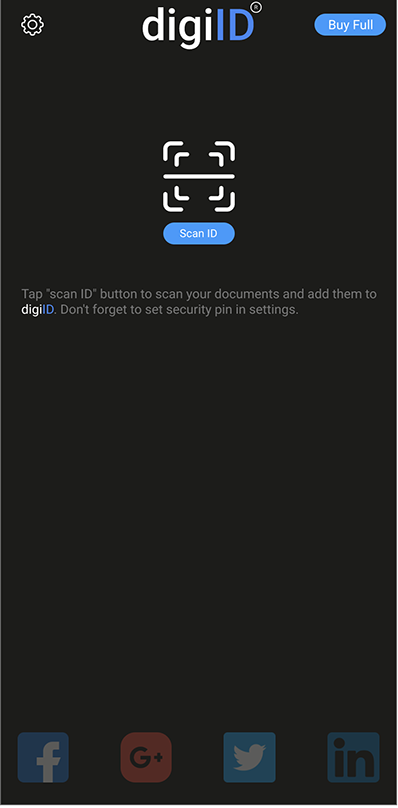 digiID®
Buy Full
Scan ID
Tap "scan ID" button to scan your documents and add them to
digiID. Don't forget to set security pin in settings.
f
G+
in